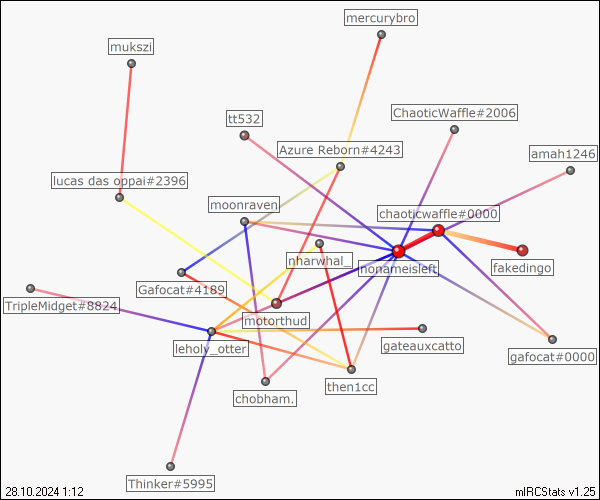 mercurybro
mukszi
ChaoticWaffle#2006
tt532
Azure Reborn#4243
amah1246
lucas das oppai#2396
moonraven
chaoticwaffle#0000
nharwhal_
nonameisleft
fakedingo
Gafocat#4189
TripleMidget#8824
motorthud
leholy_otter
gateauxcatto
gafocat#0000
then1cc
chobham.
Thinker#5995
28.10.2024 1:12
mIRCStats v1.25